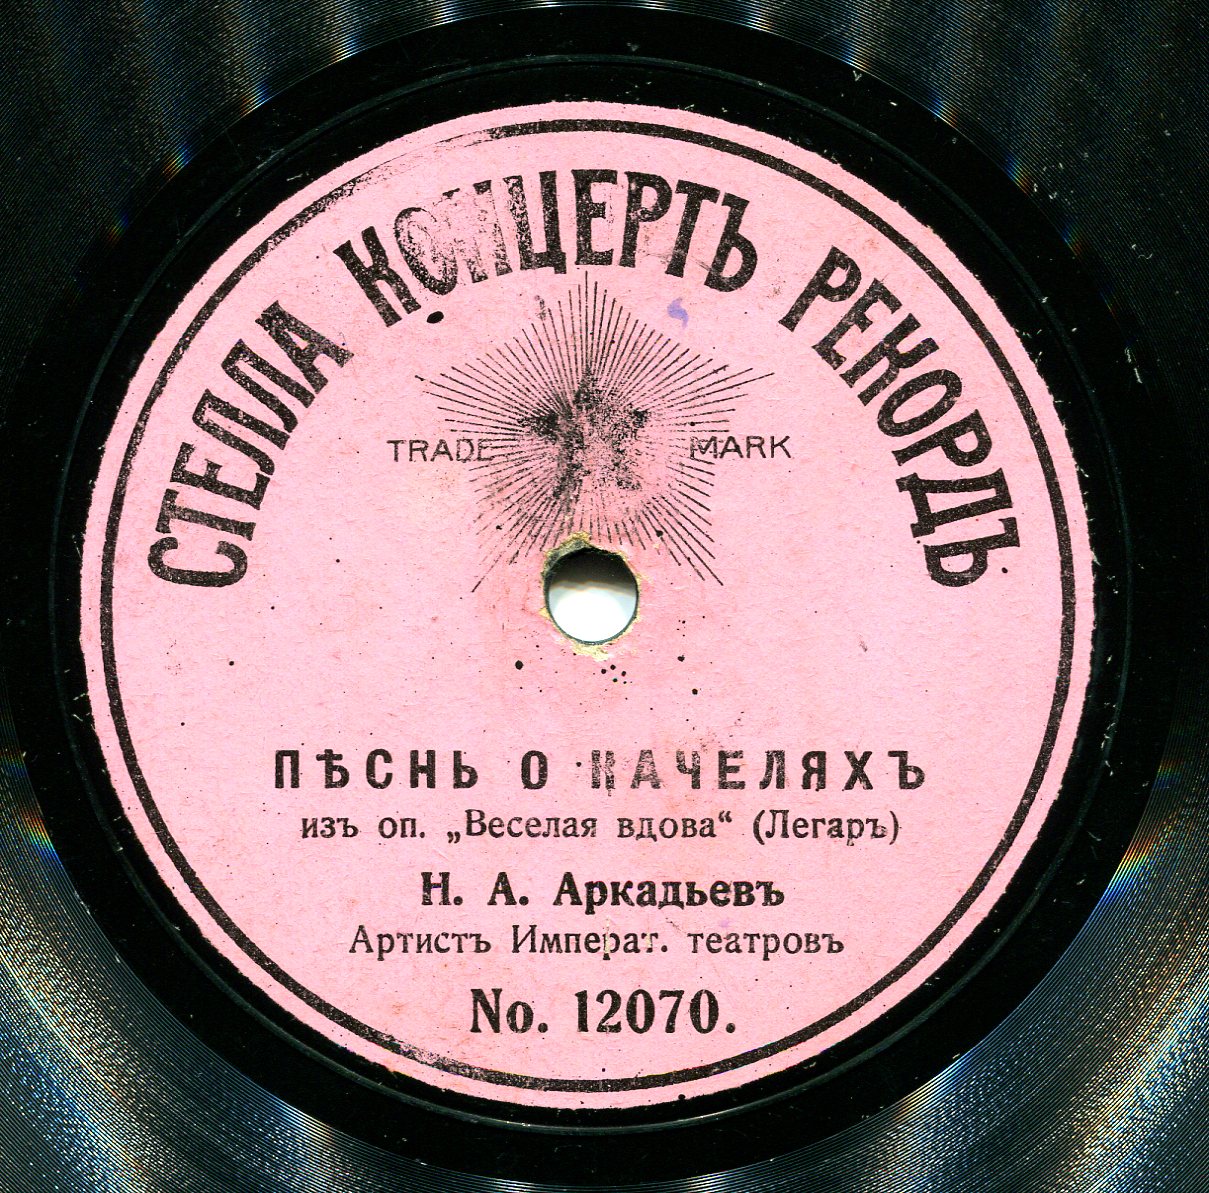 СТЕЛЛА КОНЦЕРТЪ РЕКОРДЪ
TRADE MARK
ПѢСНЬ О КАЧЕЛЯХЪ
изъ оп. „Веселая вдова“ (Легаръ)
Н. А. Аркадьевъ
Артистъ Императ. театровъ
No. 12070.